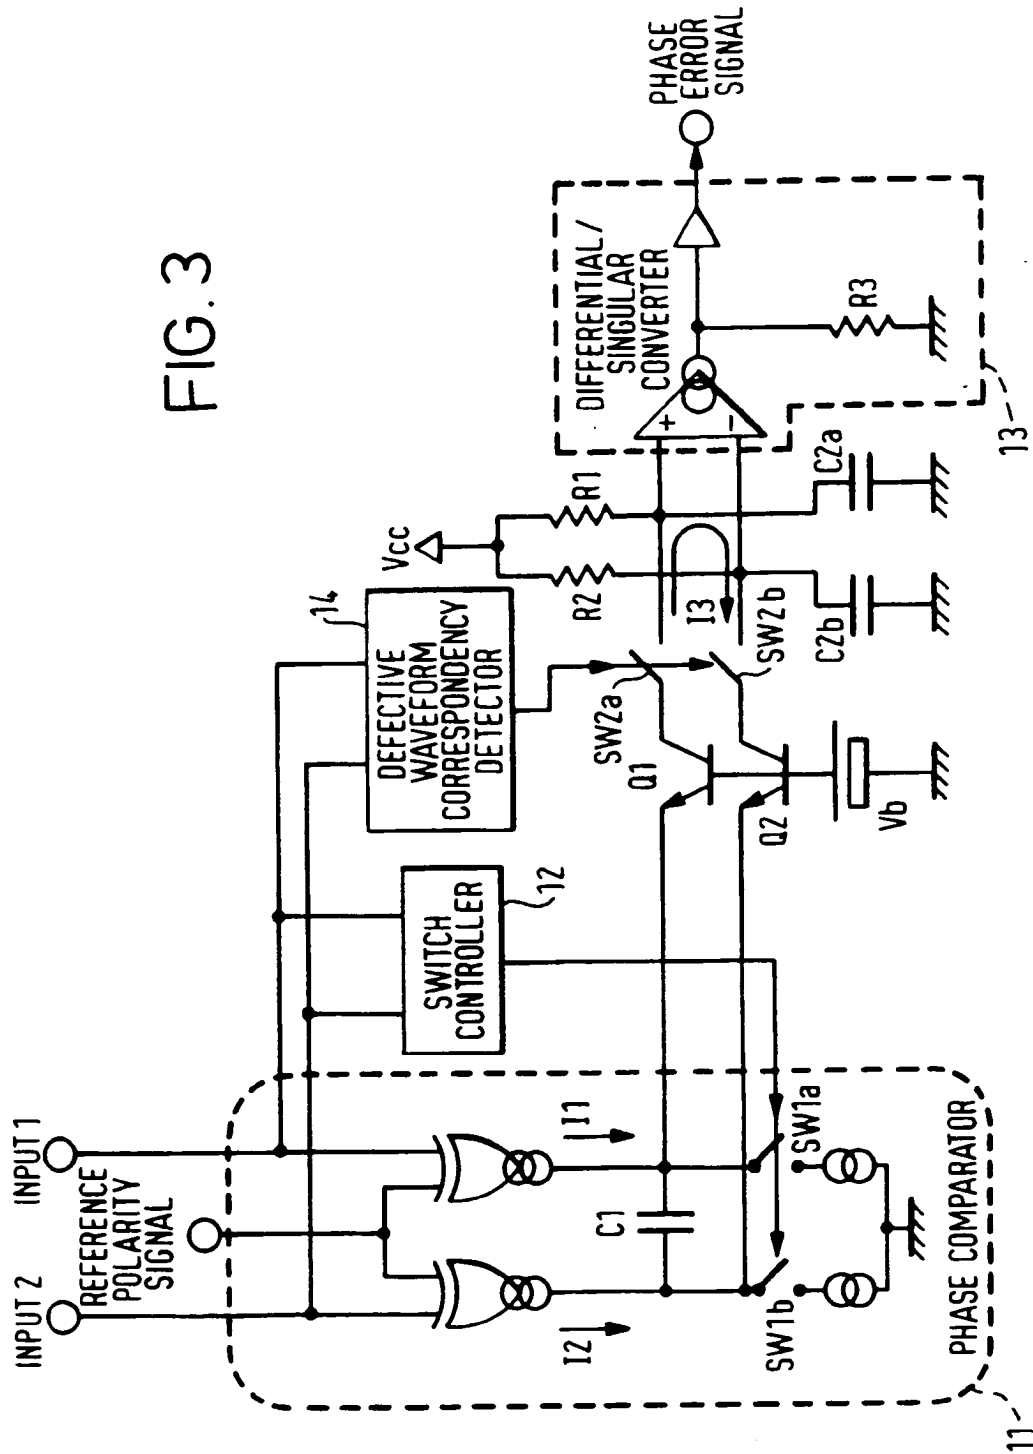 FIG. 3
INPUT 2
INPUT 1
REFERENCE
POLARITY
SIGNAL
I2
I1
C1
SW1b
SW1a
PHASE COMPARATOR
11
SWITCH
CONTROLLER
12
DEFECTIVE
WAVEFORM
CORRESPONDENCY
DETECTOR
14
SW2a
SW2b
Q1
Q2
Vb
Vcc
R1
R2
I3
C2a
C2b
DIFFERENTIAL/
SINGULAR
CONVERTER
+
−
R3
13
PHASE
ERROR
SIGNAL